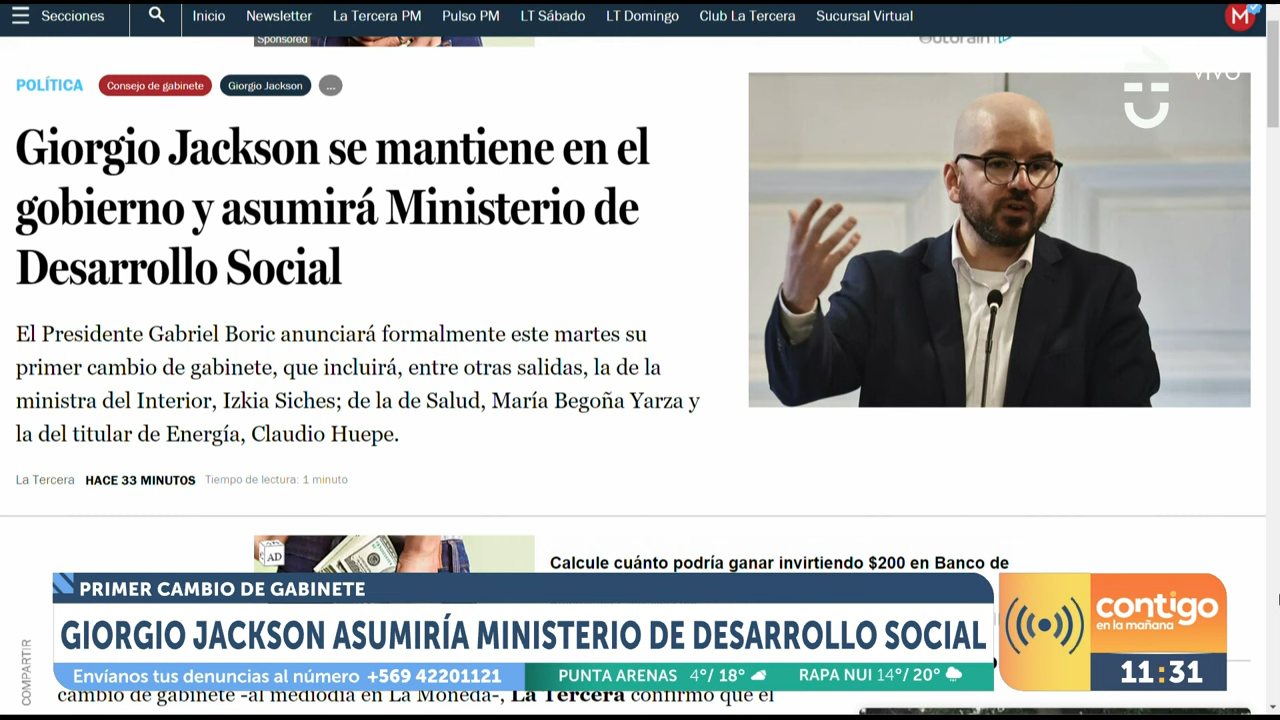 Secciones
Inicio
Newsletter
La Tercera PM
Pulso PM
LT Sábado
LT Domingo
Club La Tercera
Sucursal Virtual
M
Sponsored
POLÍTICA
Consejo de gabinete
Giorgio Jackson
...
VIVO
Giorgio Jackson se mantiene en el
gobierno y asumirá Ministerio de
Desarrollo Social
El Presidente Gabriel Boric anunciará formalmente este martes su
primer cambio de gabinete, que incluirá, entre otras salidas, la de la
ministra del Interior, Izkia Siches; de la de Salud, María Begoña Yarza y
la del titular de Energía, Claudio Huepe.
La Tercera HACE 33 MINUTOS Tiempo de lectura: 1 minuto
AD
Calcule cuánto podría ganar invirtiendo $200 en Banco de
PRIMER CAMBIO DE GABINETE
GIORGIO JACKSON ASUMIRÍA MINISTERIO DE DESARROLLO SOCIAL
contigo
en la mañana
11:31
Envíanos tus denuncias al número +569 42201121
PUNTA ARENAS 4°/ 18°
RAPA NUI 14°/ 20°
COMPARTIR
cambio de gabinete -al mediodía en La Moneda-, La Tercera confirmó que el